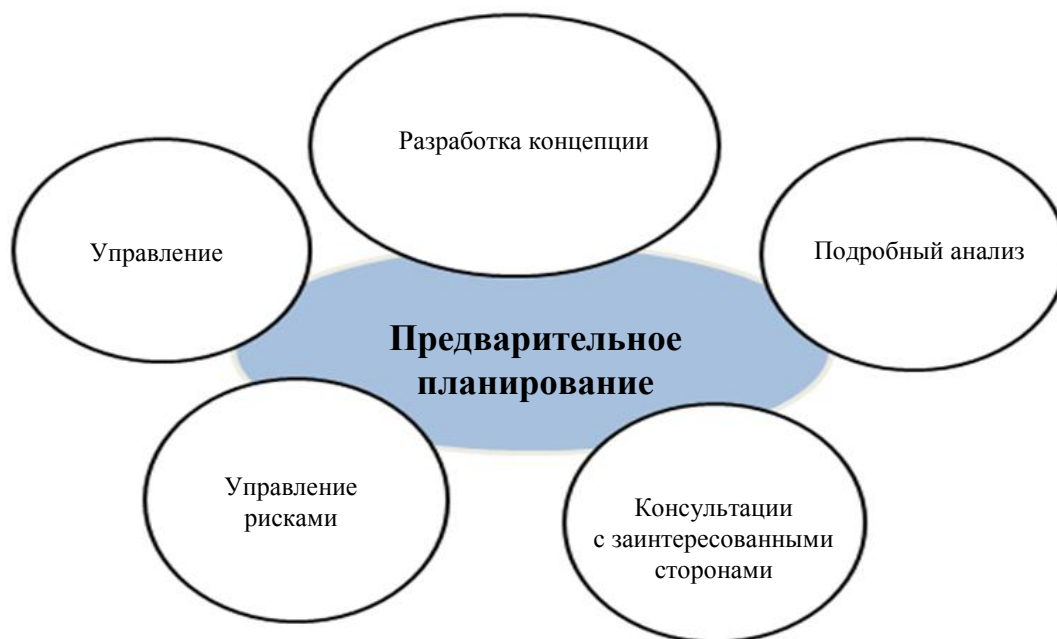 Разработка концепции
Управление
Подробный анализ
Предварительное
планирование
Управление
рисками
Консультации
с заинтересованными
сторонами